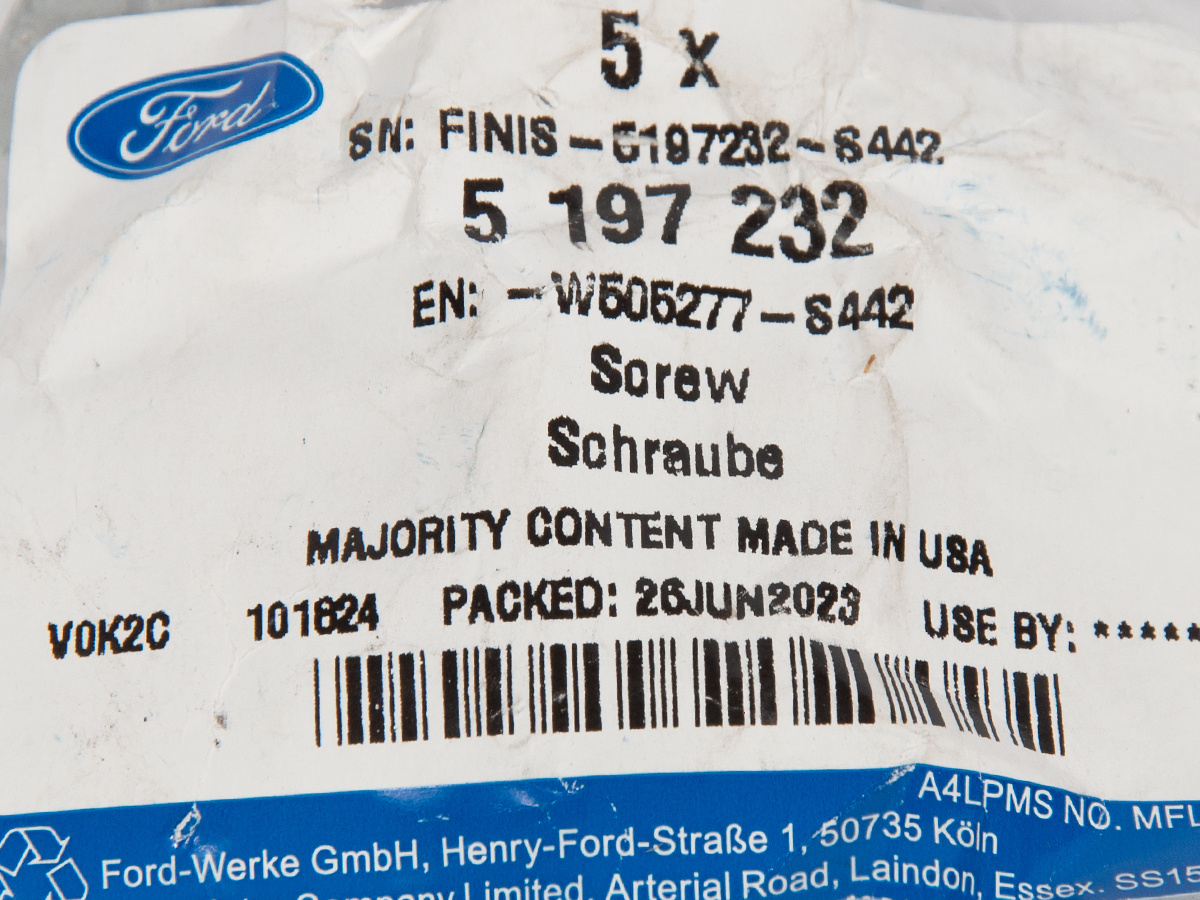 5 x
Ford
SN: FINIS-5197232-S442
5 197 232
EN: -W505277-S442
Screw
Schraube
MAJORITY CONTENT MADE IN USA
V0K2C 101624 PACKED: 26JUN2023 USE BY: *****
A4LPMS NO. MFL
Ford-Werke GmbH, Henry-Ford-Straße 1, 50735 Köln
Company Limited, Arterial Road, Laindon, Essex. SS15